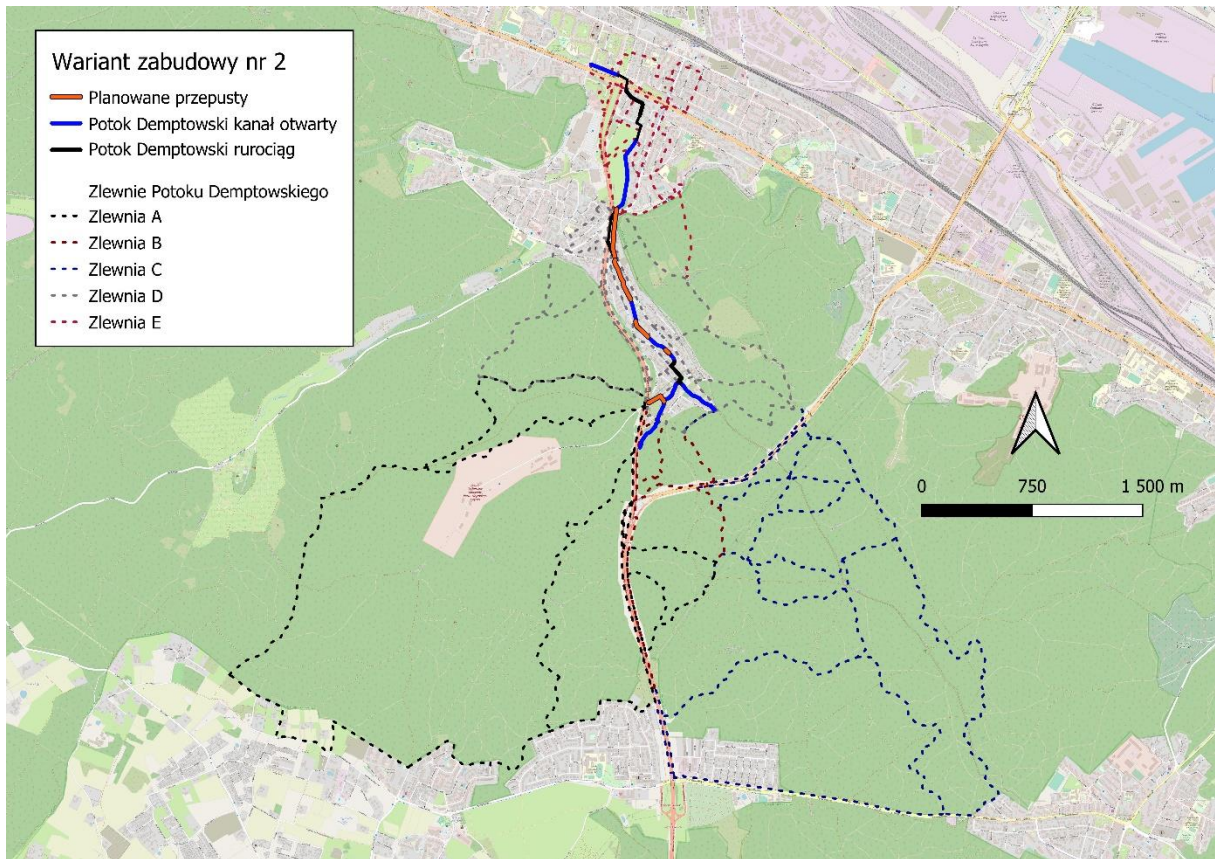 Wariant zabudowy nr 2
Planowane przepusty
Potok Demptowski kanał otwarty
Potok Demptowski rurociąg
Zlewnie Potoku Demptowskiego
Zlewnia A
Zlewnia B
Zlewnia C
Zlewnia D
Zlewnia E
0 750 1 500 m